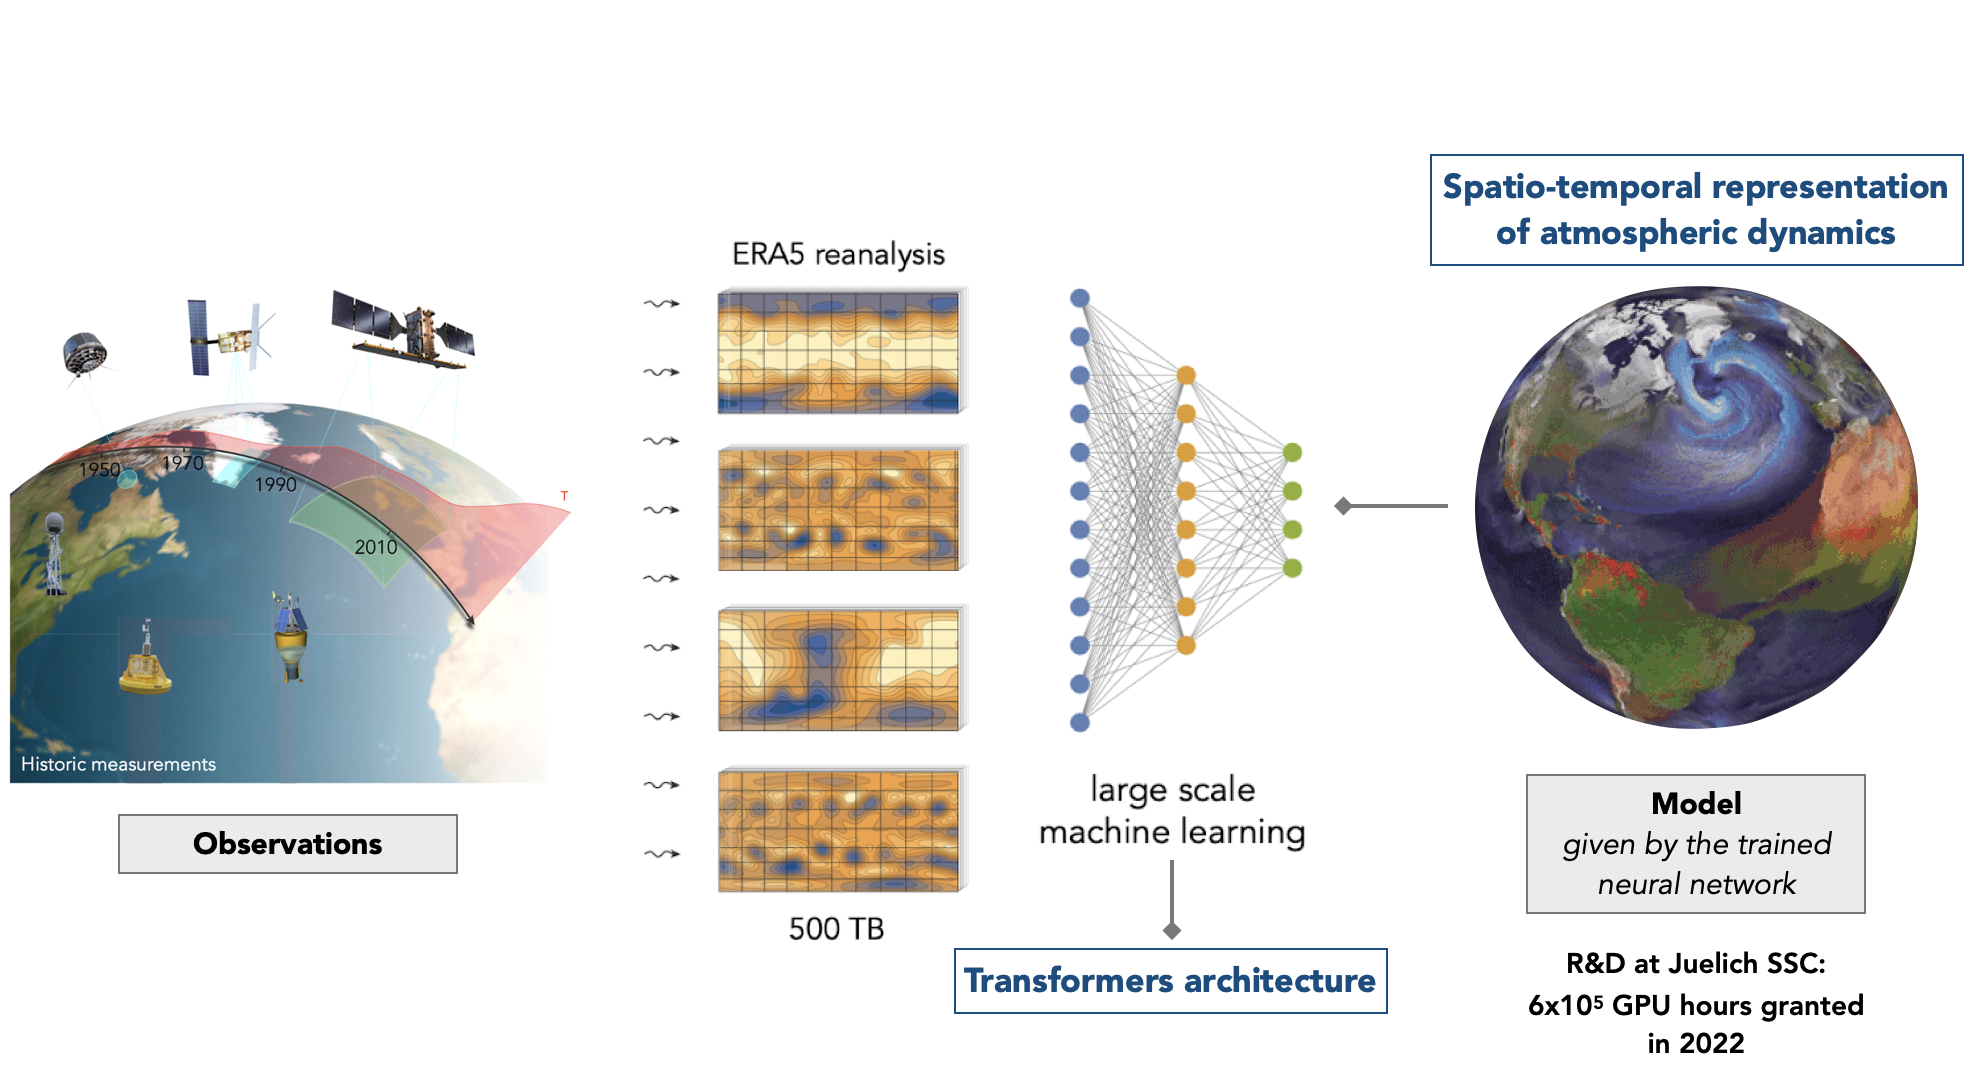 Spatio-temporal representation
of atmospheric dynamics
ERA5 reanalysis
1950
1970
1990
2010
T
Historic measurements
Observations
500 TB
large scale
machine learning
Transformers architecture
Model
given by the trained
neural network
R&D at Juelich SSC:
6x10⁵ GPU hours granted
in 2022